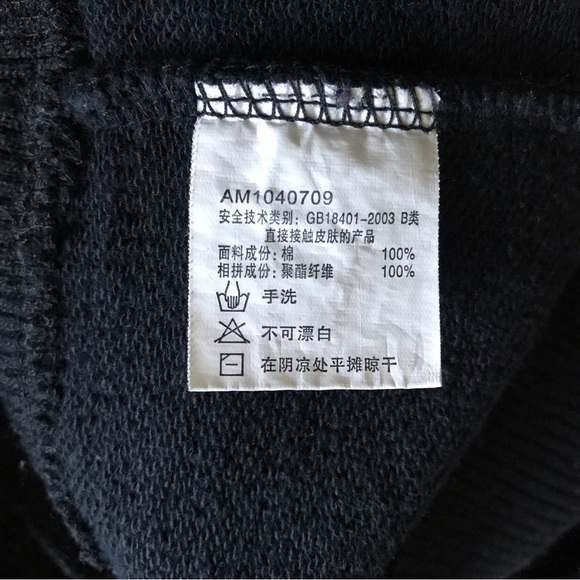 AM1040709
安全技术类别: GB18401-2003 B类
直接接触皮肤的产品
面料成份: 棉 100%
相拼成份: 聚酯纤维 100%
手洗
不可漂白
在阴凉处平摊晾干